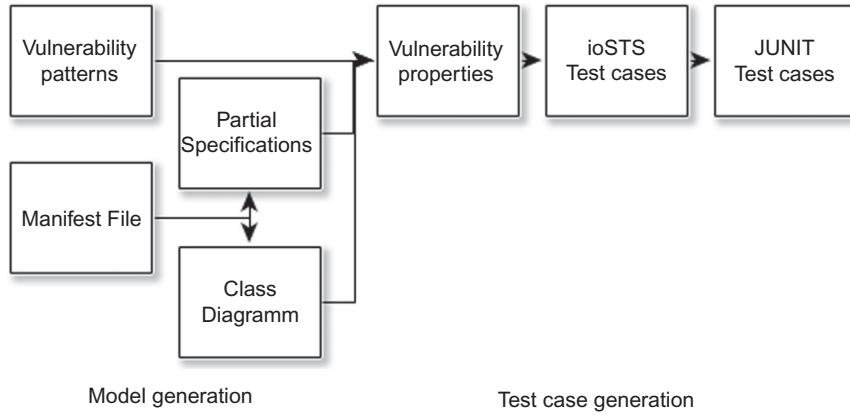 Vulnerability
patterns
Partial
Specifications
Manifest File
Class
Diagramm
Vulnerability
properties
ioSTS
Test cases
JUNIT
Test cases
Model generation
Test case generation